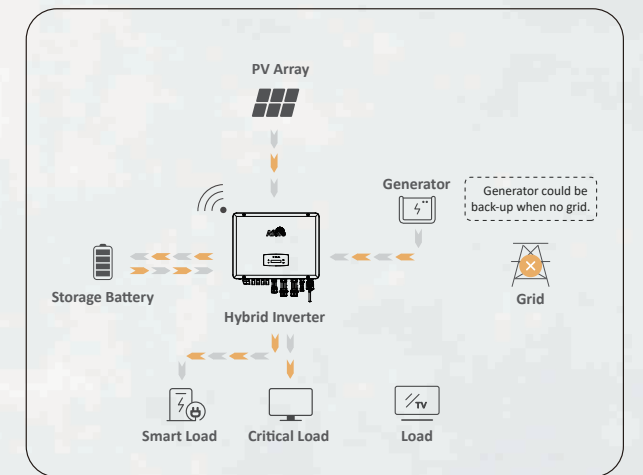 PV Array
Generator
Generator could be
back-up when no grid.
Storage Battery
Hybrid Inverter
Grid
TV
Smart Load
Critical Load
Load